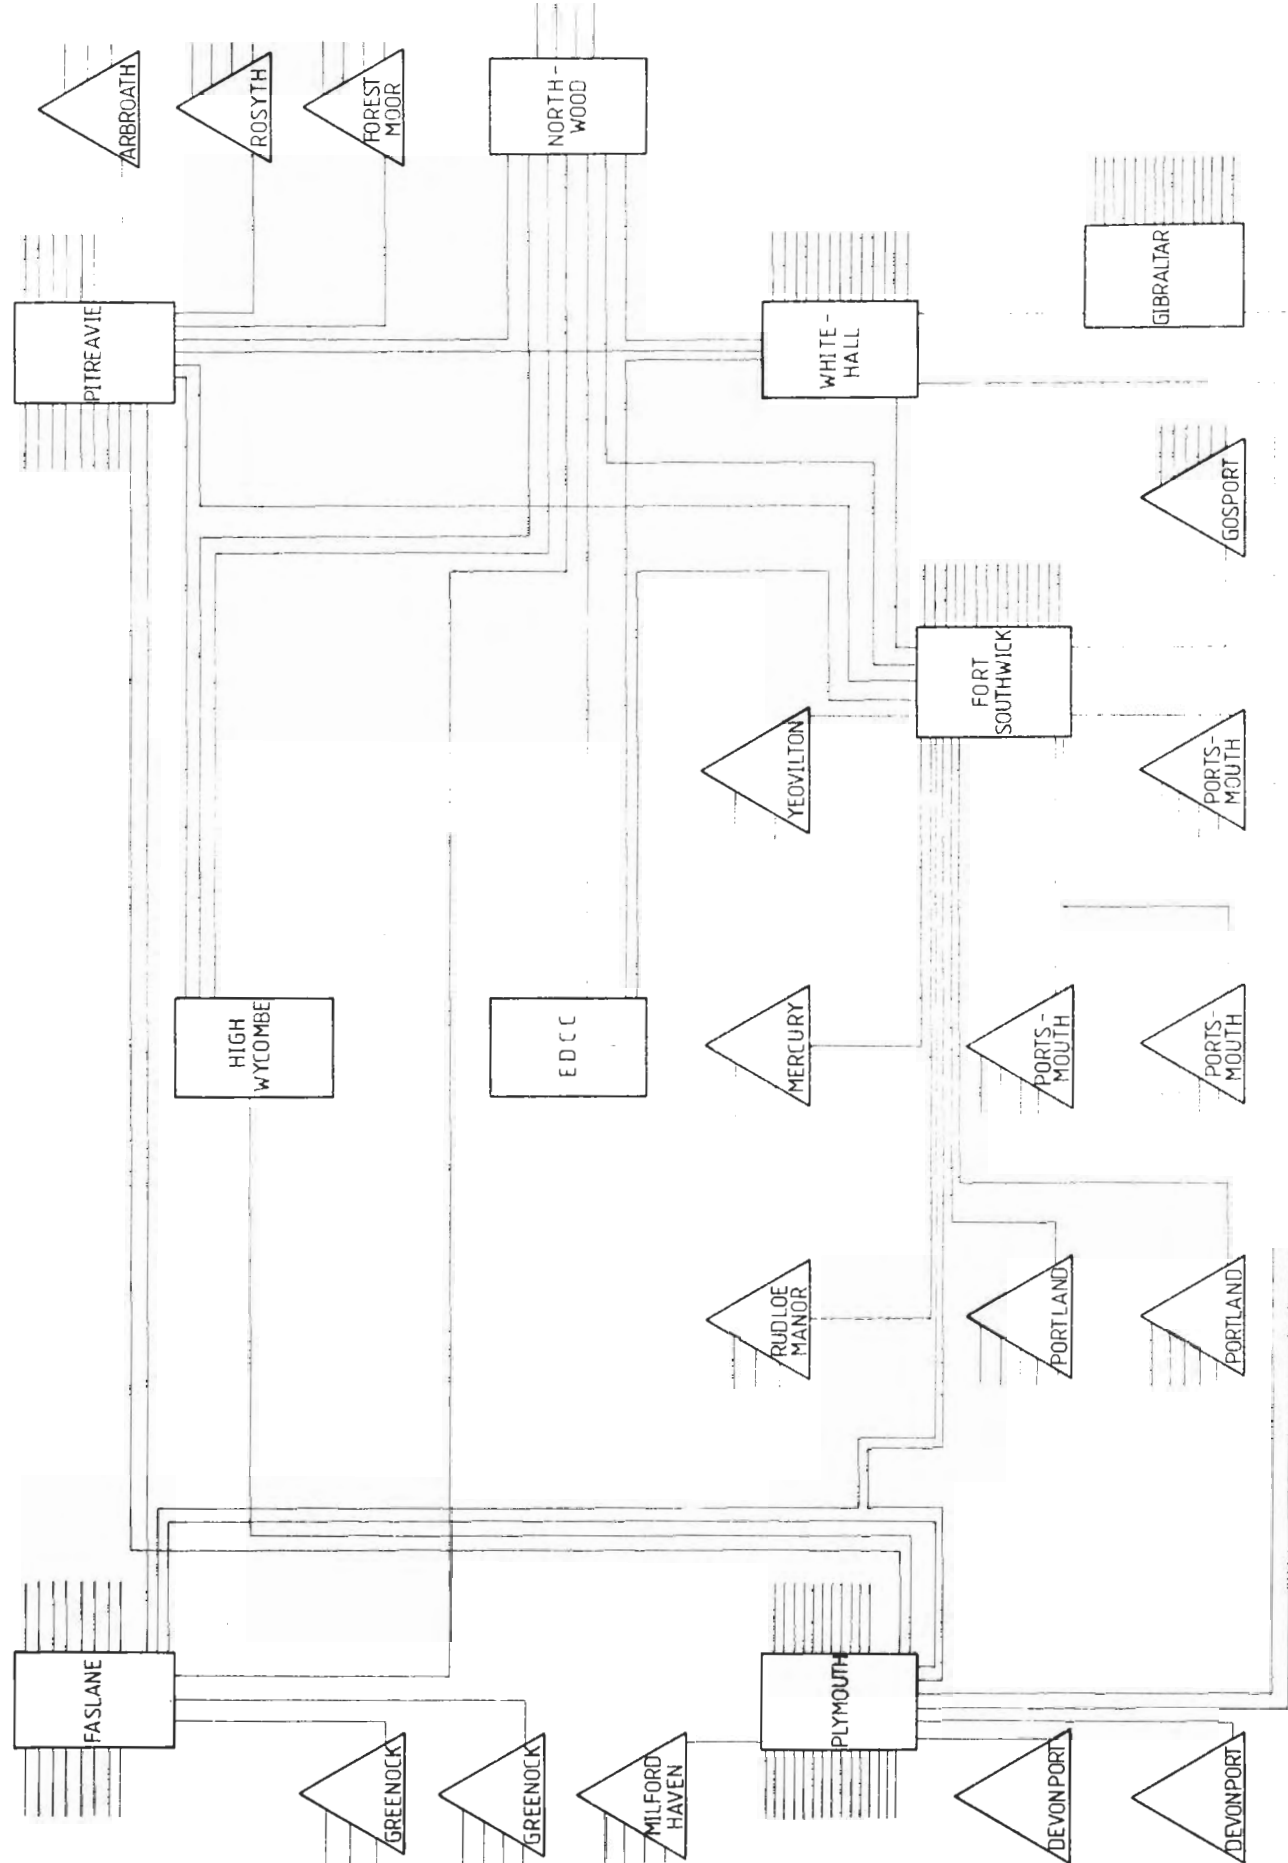 FASLANE
PITREAVIE
ARBROATH
ROSYTH
FOREST
MOOR
GREENOCK
GREENOCK
MILFORD
HAVEN
HIGH
WYCOMBE
EDCC
NORTH-
WOOD
PLYMOUTH
RUDLOE
MANOR
MERCURY
YEOVILTON
WHITE-
HALL
DEVONPORT
PORTLAND
PORTS-
MOUTH
FORT
SOUTHWICK
DEVONPORT
PORTLAND
PORTS-
MOUTH
PORTS-
MOUTH
GOSPORT
GIBRALTAR